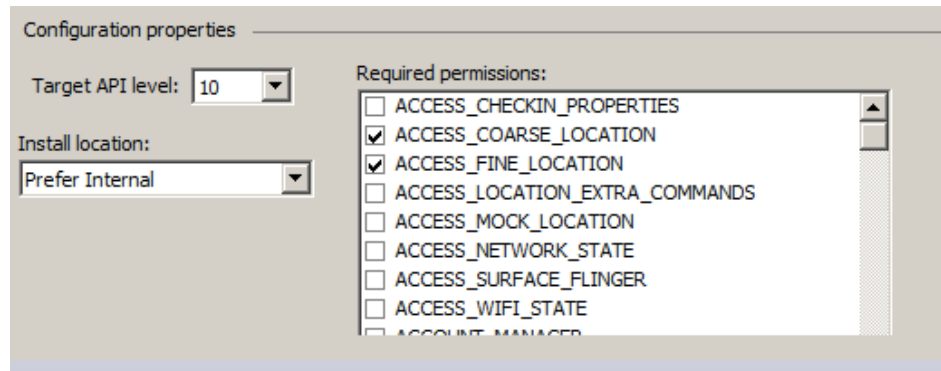 Configuration properties
Target API level: 10
Install location:
Prefer Internal
Required permissions:
ACCESS_CHECKIN_PROPERTIES
ACCESS_COARSE_LOCATION
ACCESS_FINE_LOCATION
ACCESS_LOCATION_EXTRA_COMMANDS
ACCESS_MOCK_LOCATION
ACCESS_NETWORK_STATE
ACCESS_SURFACE_FLINGER
ACCESS_WIFI_STATE
ACCOUNT_MANAGER